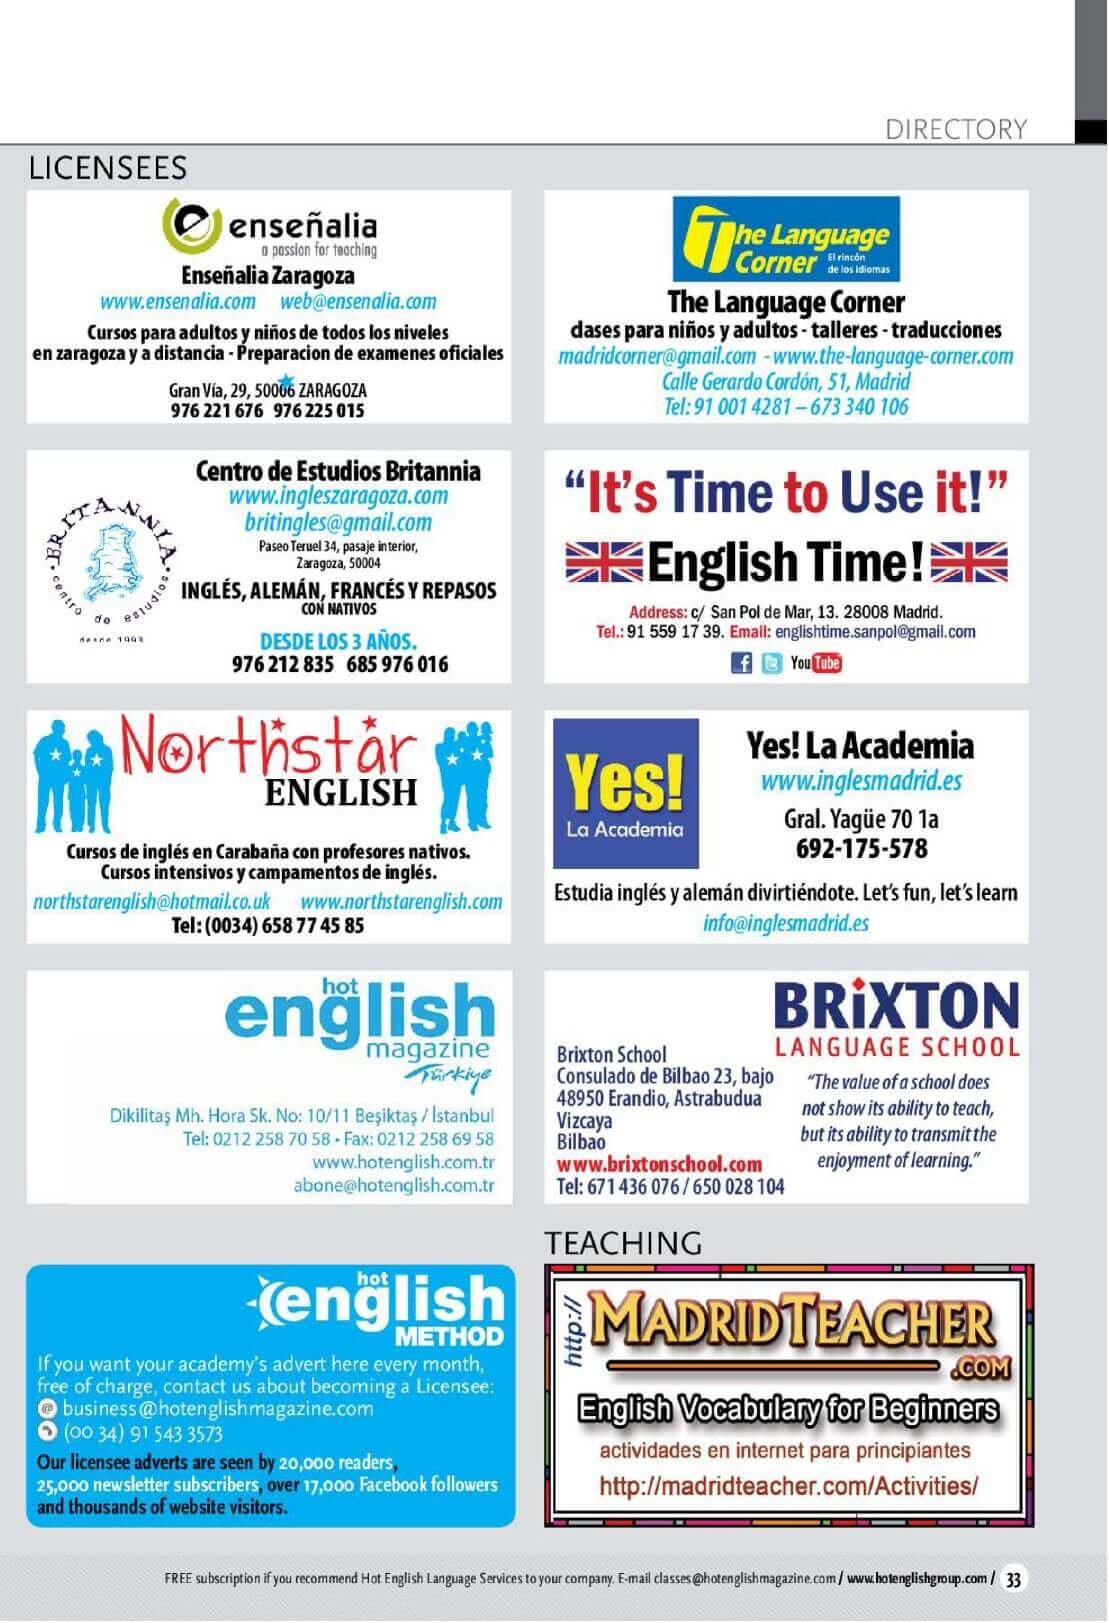 DIRECTORY
LICENSEES
enseñalia
a passion for teaching
Enseñalia Zaragoza
www.ensenalia.com web@ensenalia.com
Cursos para adultos y niños de todos los niveles
en zaragoza y a distancia - Preparacion de examenes oficiales
Gran Vía, 29, 50006 ZARAGOZA
976 221 676 976 225 015
The Language
Corner El rincón
de los idiomas
The Language Corner
clases para niños y adultos - talleres - traducciones
madridcorner@gmail.com - www.the-language-corner.com
Calle Gerardo Cordón, 51, Madrid
Tel: 91 001 4281 – 673 340 106
BRITANNIA
centro de estudios
desde 1993
Centro de Estudios Britannia
www.ingleszaragoza.com
britingles@gmail.com
Paseo Teruel 34, pasaje interior,
Zaragoza, 50004
INGLÉS, ALEMÁN, FRANCÉS Y REPASOS
CON NATIVOS
DESDE LOS 3 AÑOS.
976 212 835 685 976 016
“It's Time to Use it!”
English Time!
Address: c/ San Pol de Mar, 13. 28008 Madrid.
Tel.: 91 559 17 39. Email: englishtime.sanpol@gmail.com
f t You Tube
Northstar
ENGLISH
Cursos de inglés en Carabaña con profesores nativos.
Cursos intensivos y campamentos de inglés.
northstarenglish@hotmail.co.uk www.northstarenglish.com
Tel: (0034) 658 77 45 85
Yes!
La Academia
Yes! La Academia
www.inglesmadrid.es
Gral. Yagüe 70 1a
692-175-578
Estudia inglés y alemán divirtiéndote. Let's fun, let's learn
info@inglesmadrid.es
hot
english
magazine
Türkiye
Dikilitaş Mh. Hora Sk. No: 10/11 Beşiktaş / İstanbul
Tel: 0212 258 70 58 • Fax: 0212 258 69 58
www.hotenglish.com.tr
abone@hotenglish.com.tr
BRiXTON
LANGUAGE SCHOOL
Brixton School
Consulado de Bilbao 23, bajo
48950 Erandio, Astrabudua
Vizcaya
Bilbao
www.brixtonschool.com
Tel: 671 436 076 / 650 028 104
“The value of a school does
not show its ability to teach,
but its ability to transmit the
enjoyment of learning.”
hot
english
METHOD
If you want your academy's advert here every month,
free of charge, contact us about becoming a Licensee:
@ business@hotenglishmagazine.com
(00 34) 91 543 3573
Our licensee adverts are seen by 20,000 readers,
25,000 newsletter subscribers, over 17,000 Facebook followers
and thousands of website visitors.
TEACHING
http://
MADRIDTEACHER
.COM
English Vocabulary for Beginners
actividades en internet para principiantes
http://madridteacher.com/Activities/
FREE subscription if you recommend Hot English Language Services to your company. E-mail classes@hotenglishmagazine.com / www.hotenglishgroup.com / 33